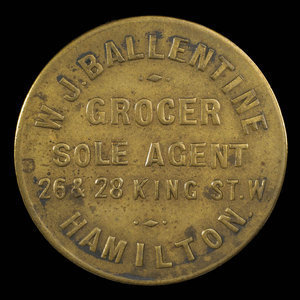 W.J. BALLENTINE
GROCER
SOLE AGENT
26 & 28 KING ST. W
HAMILTON.